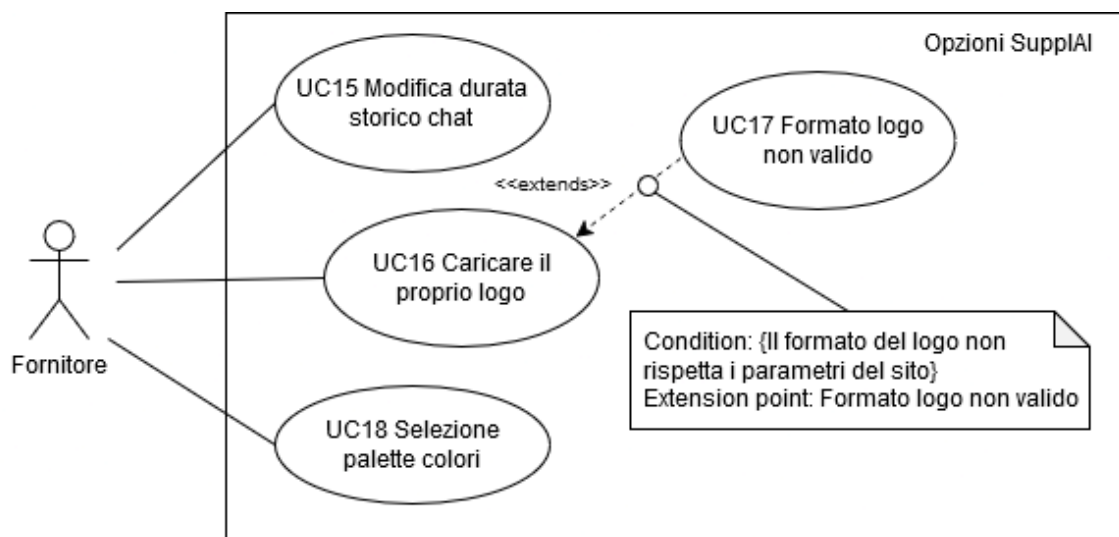 Opzioni SupplAI
UC15 Modifica durata
storico chat
UC17 Formato logo
non valido
<<extends>>
UC16 Caricare il
proprio logo
Fornitore
Condition: {Il formato del logo non
rispetta i parametri del sito}
Extension point: Formato logo non valido
UC18 Selezione
palette colori